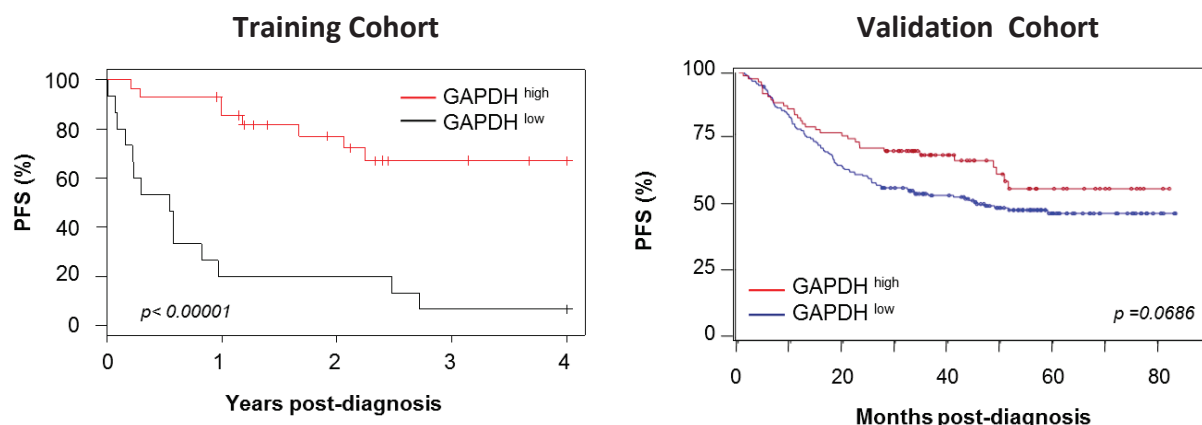 Training Cohort
PFS (%)
100
80
60
40
20
0
GAPDH high
GAPDH low
p< 0.00001
0 1 2 3 4
Years post-diagnosis
Validation Cohort
PFS (%)
100
75
50
25
0
GAPDH high
GAPDH low
p =0.0686
0 20 40 60 80
Months post-diagnosis